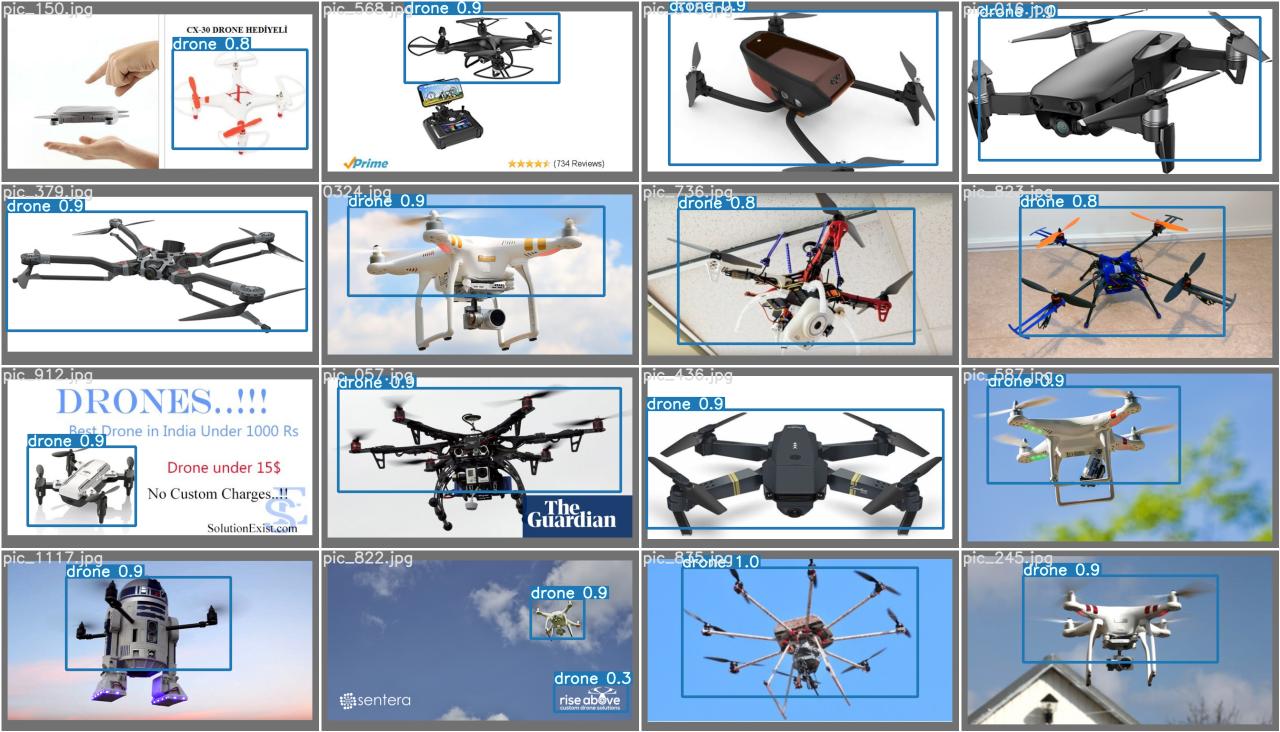 pic_150.jpg
CX-30 DRONE HEDİYELİ
drone 0.8
pic_568.jpg
drone 0.9
Prime
(734 Reviews)
drone 0.9
pic_016.jpg
drone 1.0
pic_379.jpg
drone 0.9
0324.jpg
drone 0.9
pic_736.jpg
drone 0.8
pic_823.jpg
drone 0.8
pic_912.jpg
DRONES..!!!
Best Drone in India Under 1000 Rs
drone 0.9
Drone under 15$
No Custom Charges..!!
SolutionExist.com
pic_057.jpg
drone 0.9
The
Guardian
pic_436.jpg
drone 0.9
pic_587.jpg
drone 0.9
pic_1117.jpg
drone 0.9
pic_822.jpg
drone 0.9
drone 0.3
sentera
rise above
custom drone solutions
pic_835.jpg
drone 1.0
pic_245.jpg
drone 0.9